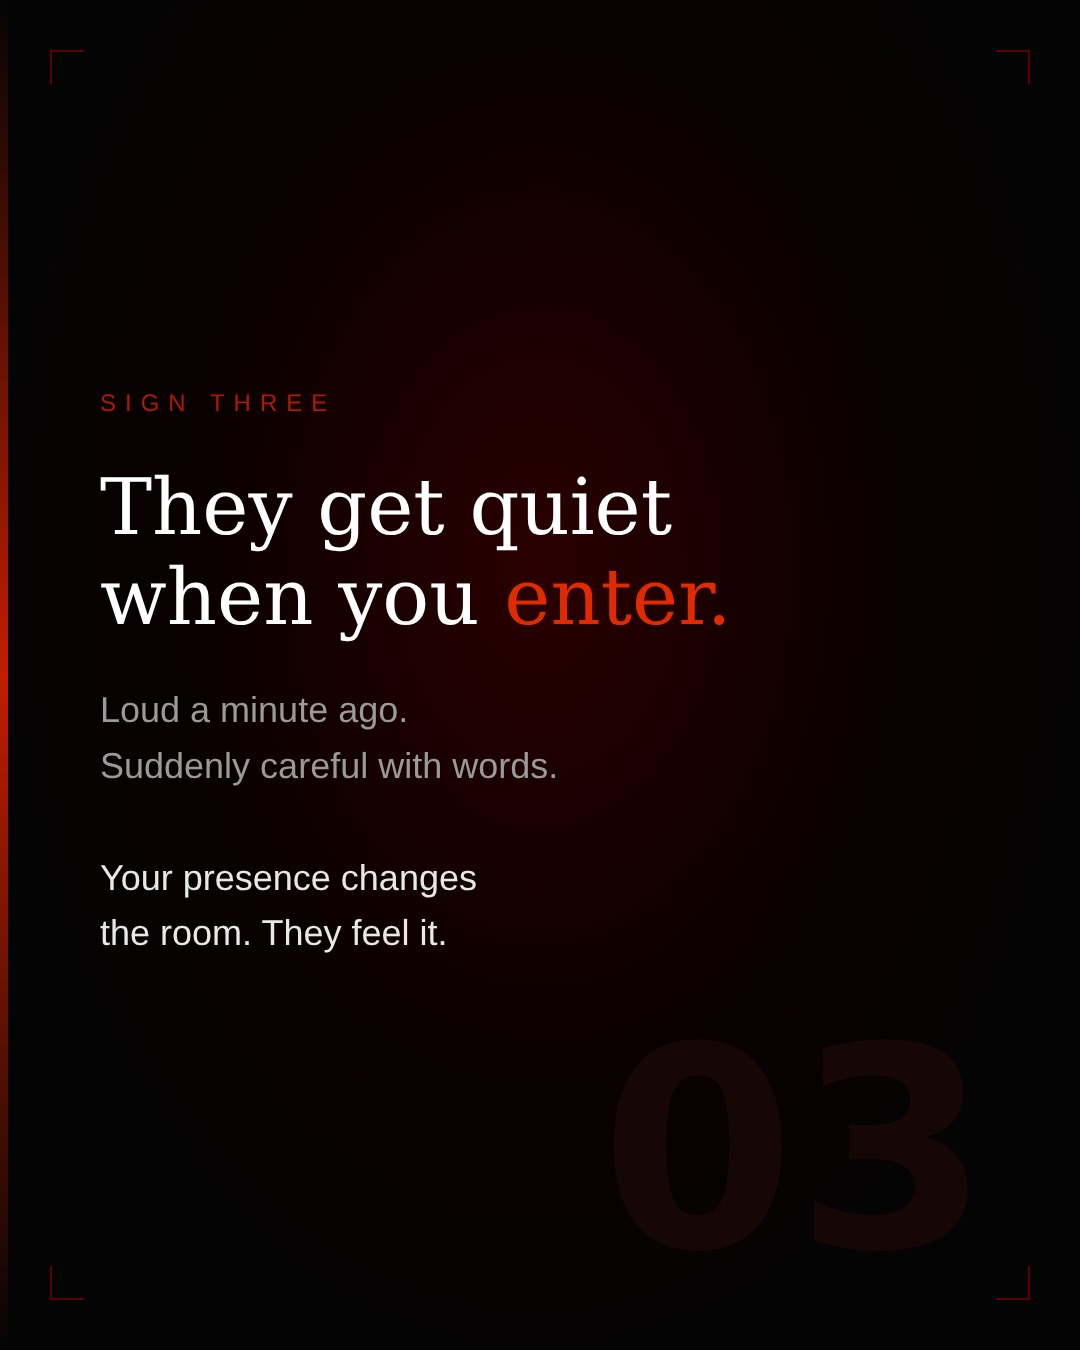 SIGN THREE
They get quiet
when you enter.
Loud a minute ago.
Suddenly careful with words.
Your presence changes
the room. They feel it.
03